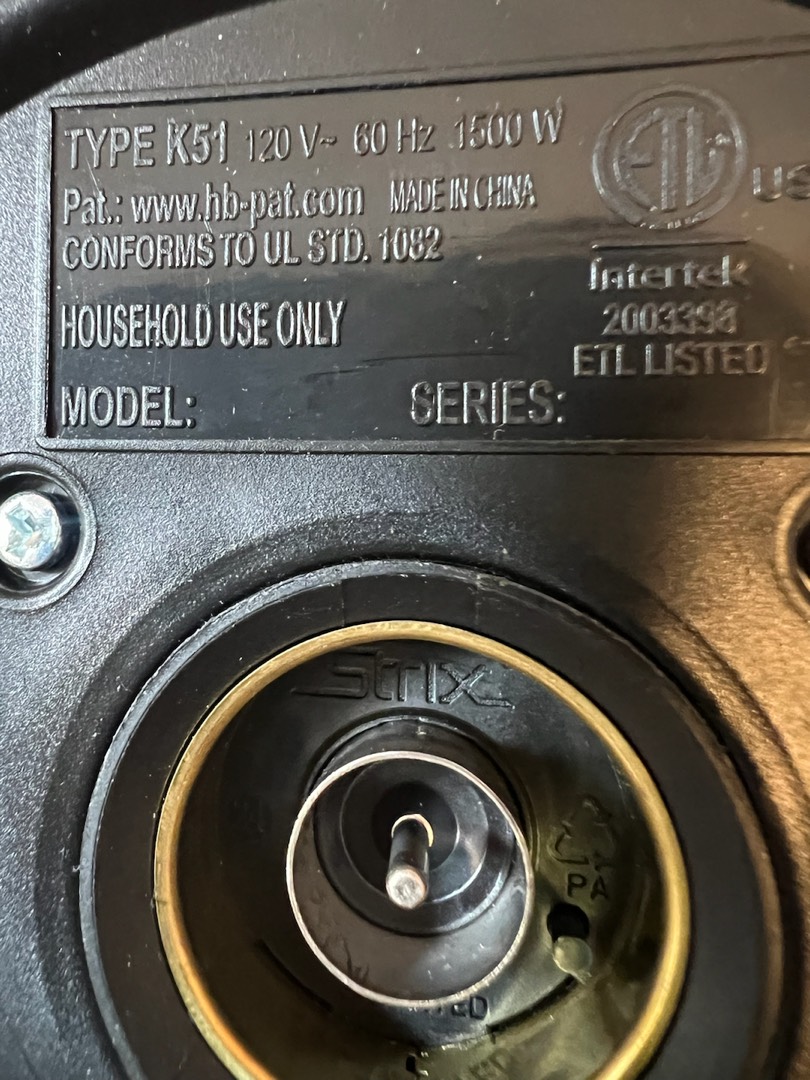 TYPE K51 120 V~ 60 Hz 1500 W
Pat.: www.hb-pat.com MADE IN CHINA
CONFORMS TO UL STD. 1082
HOUSEHOLD USE ONLY
MODEL: SERIES:
ETL
US
Intertek
2003398
ETL LISTED
Strix
PA